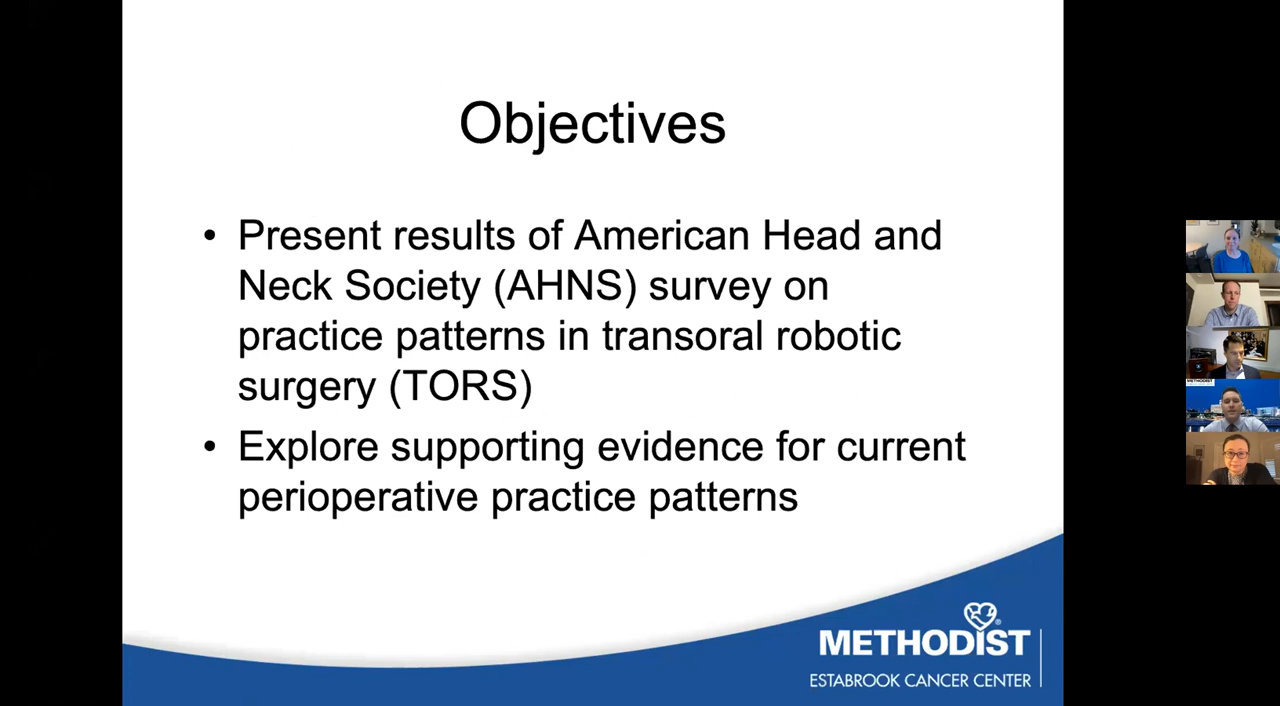 Objectives
• Present results of American Head and
Neck Society (AHNS) survey on
practice patterns in transoral robotic
surgery (TORS)
• Explore supporting evidence for current
perioperative practice patterns
METHODIST
ESTABROOK CANCER CENTER
METHODIST